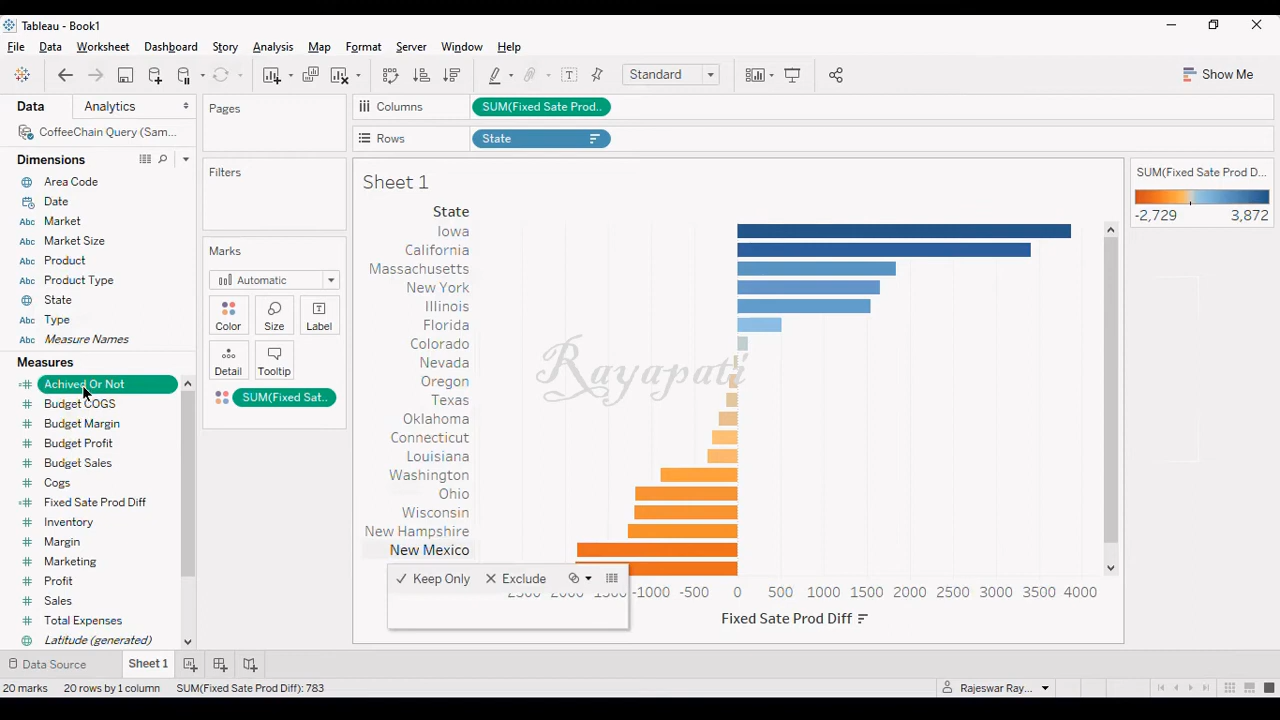 Tableau - Book1
File Data Worksheet Dashboard Story Analysis Map Format Server Window Help
Standard
Show Me
Data Analytics
CoffeeChain Query (Sam...
Dimensions
Area Code
Date
Abc Market
Abc Market Size
Abc Product
Abc Product Type
Abc State
Abc Type
Abc Measure Names
Measures
Achived Or Not
Budget COGS
Budget Margin
Budget Profit
Budget Sales
Cogs
Fixed Sate Prod Diff
Inventory
Margin
Marketing
Profit
Sales
Total Expenses
Latitude (generated)
Pages
Filters
Marks
Automatic
Color Size Label
Detail Tooltip
SUM(Fixed Sat..
Columns SUM(Fixed Sate Prod..
Rows State
Sheet 1
State
Iowa
California
Massachusetts
New York
Illinois
Florida
Colorado
Nevada
Oregon
Texas
Oklahoma
Connecticut
Louisiana
Washington
Ohio
Wisconsin
New Hampshire
New Mexico
Rayapati
Keep Only Exclude
-1000 -500 0 500 1000 1500 2000 2500 3000 3500 4000
Fixed Sate Prod Diff
SUM(Fixed Sate Prod D...
-2,729 3,872
Data Source Sheet 1
20 marks 20 rows by 1 column SUM(Fixed Sate Prod Diff): 783
Rajeswar Ray...